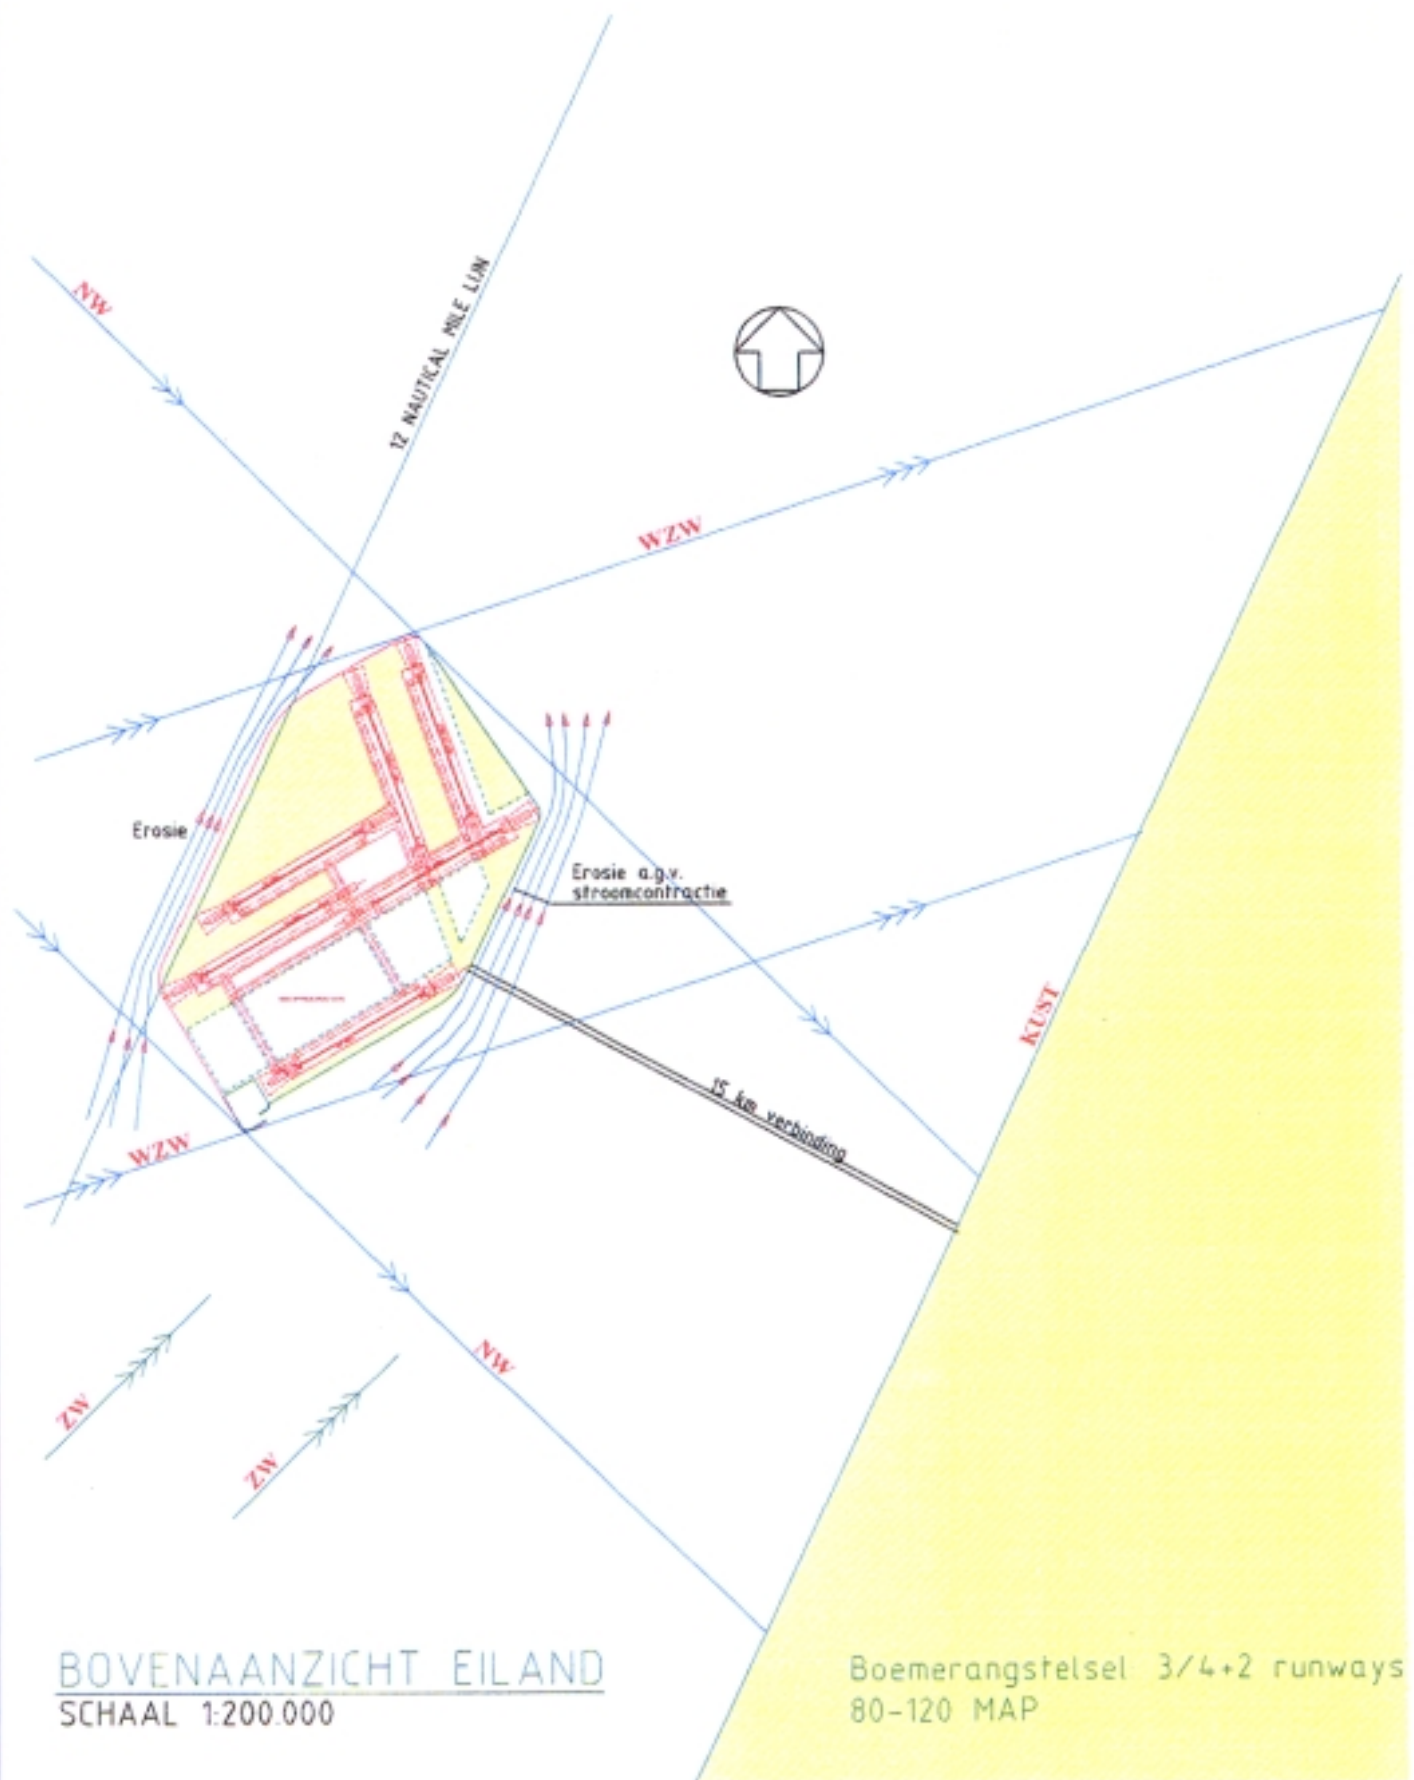 NW
12 NAUTICAL MILE LIJN
WZW
Erosie
Erosie a.g.v.
stroomcontractie
KUST
15 km verbinding
WZW
NW
ZW
ZW
BOVENAANZICHT EILAND
SCHAAL 1:200.000
Boemerangstelsel 3/4+2 runways
80-120 MAP